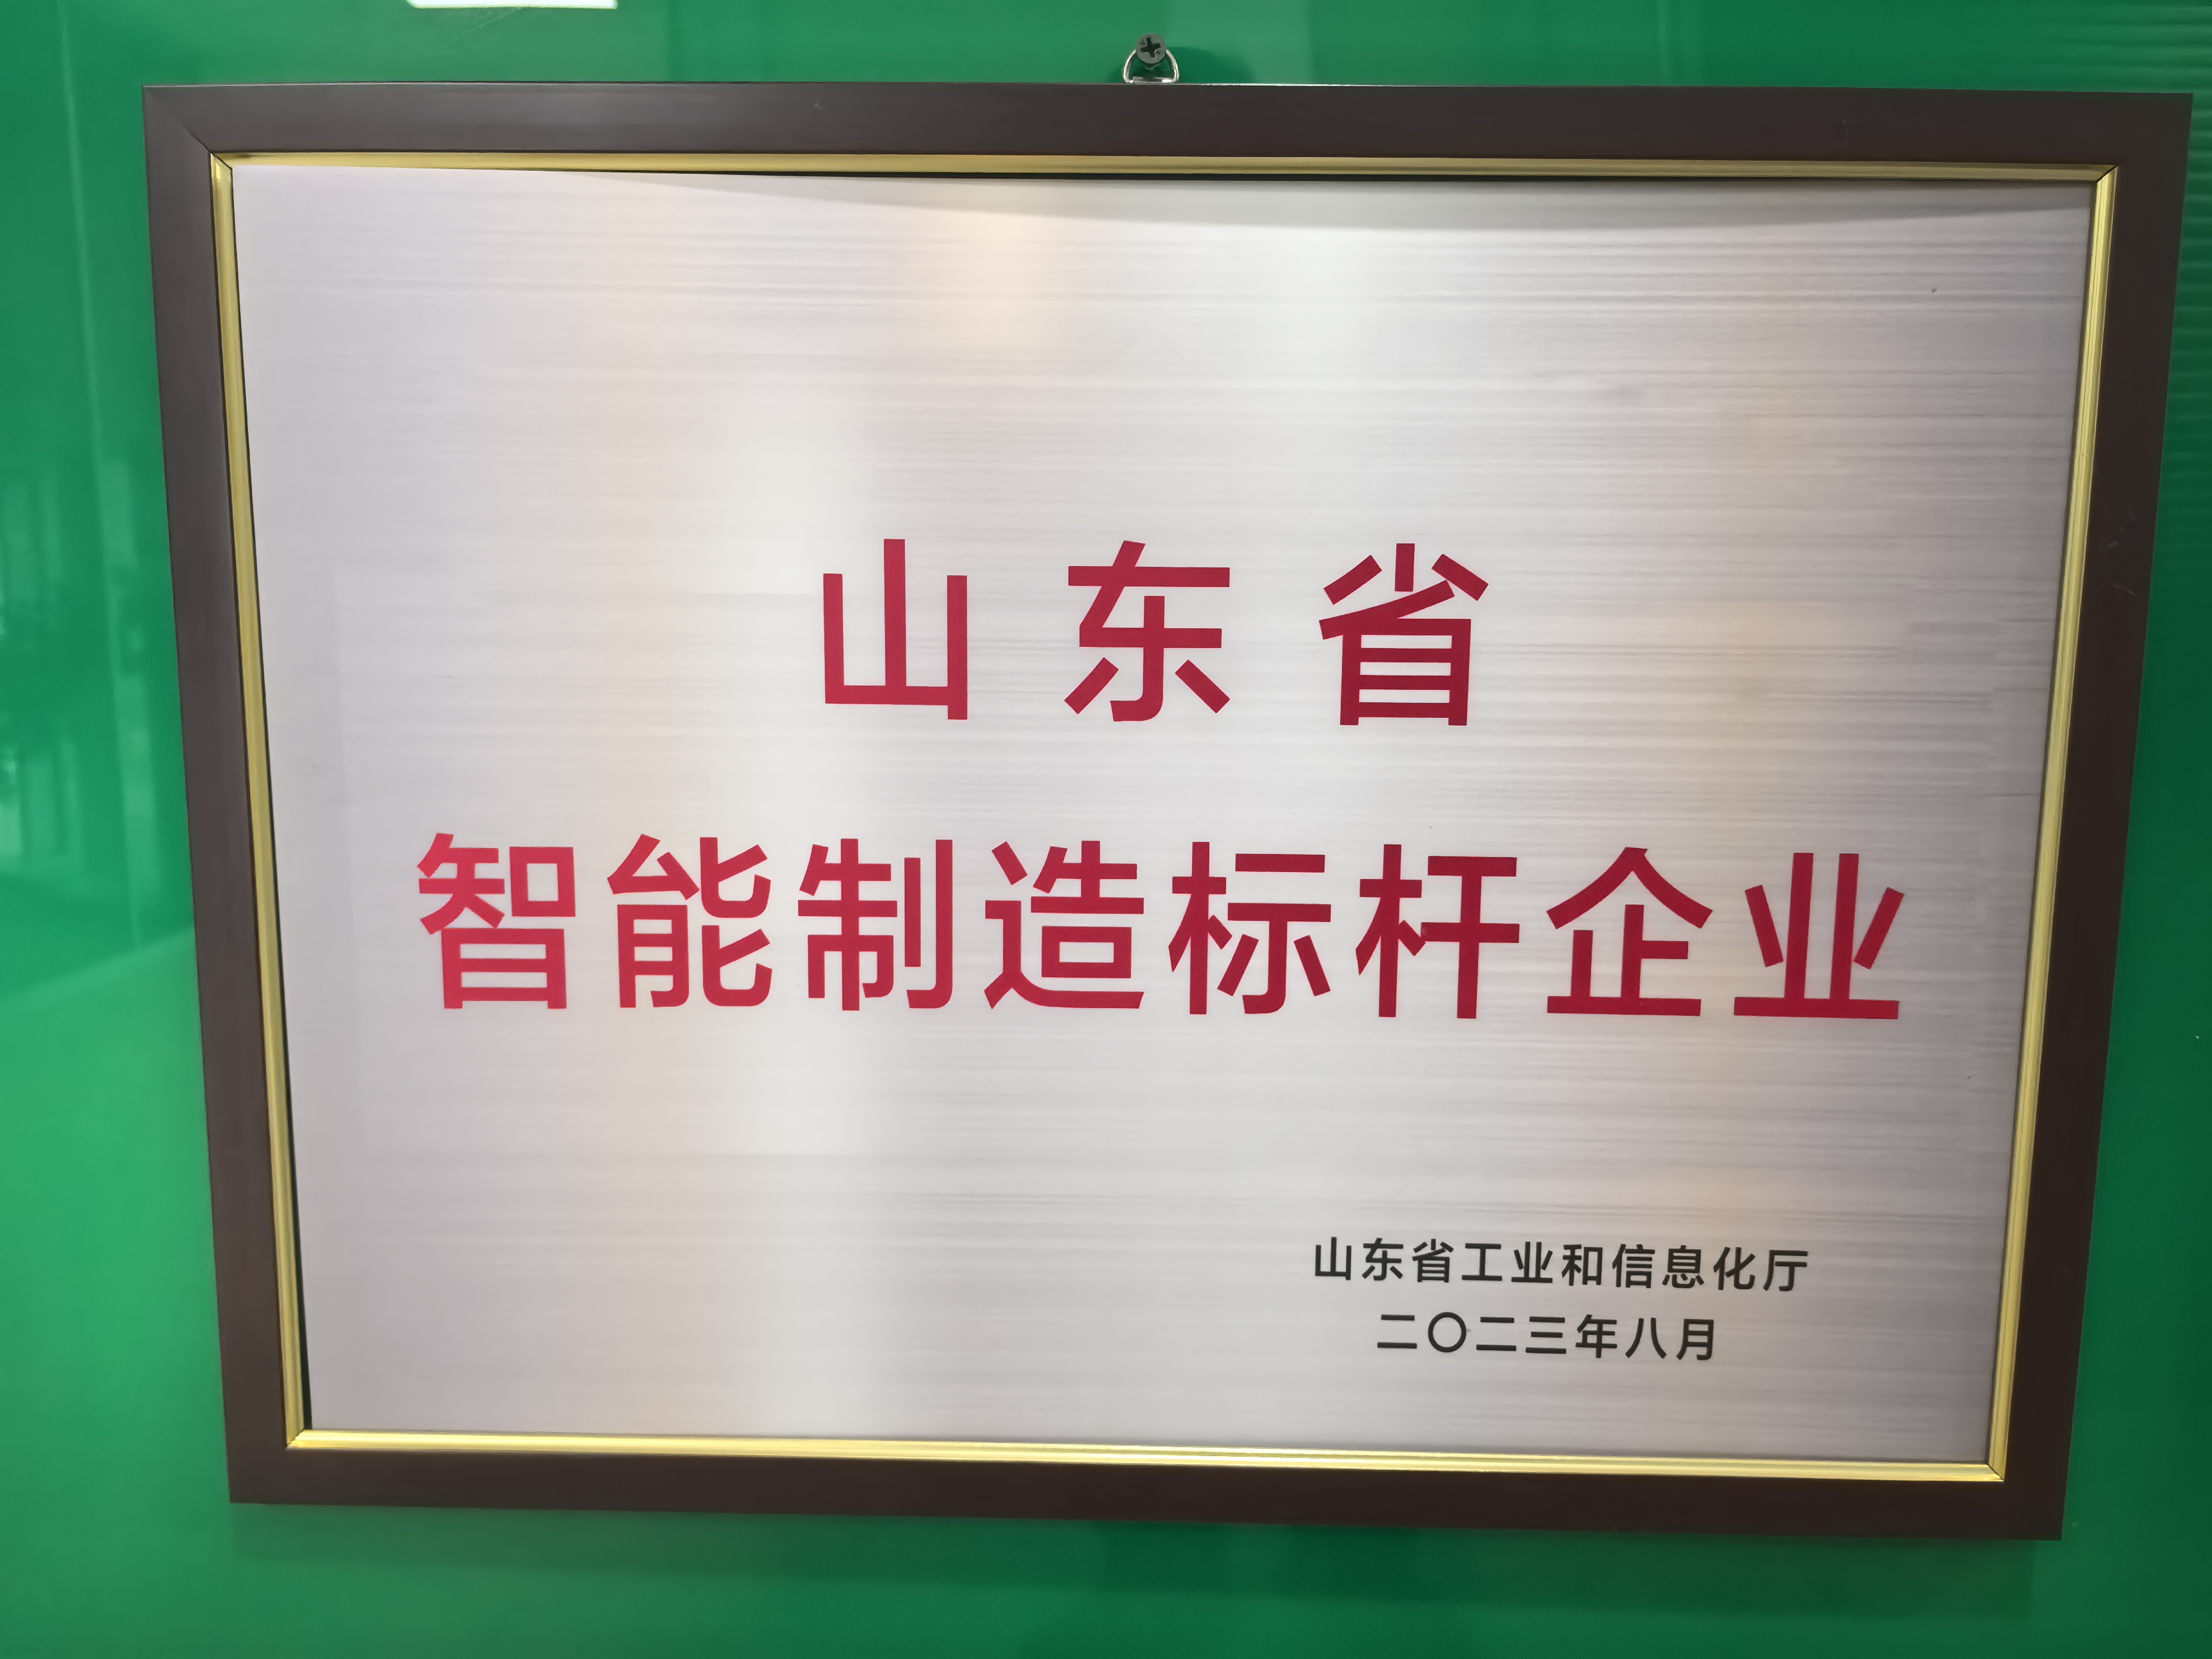 山东省
智能制造标杆企业
山东省工业和信息化厅
二〇二三年八月